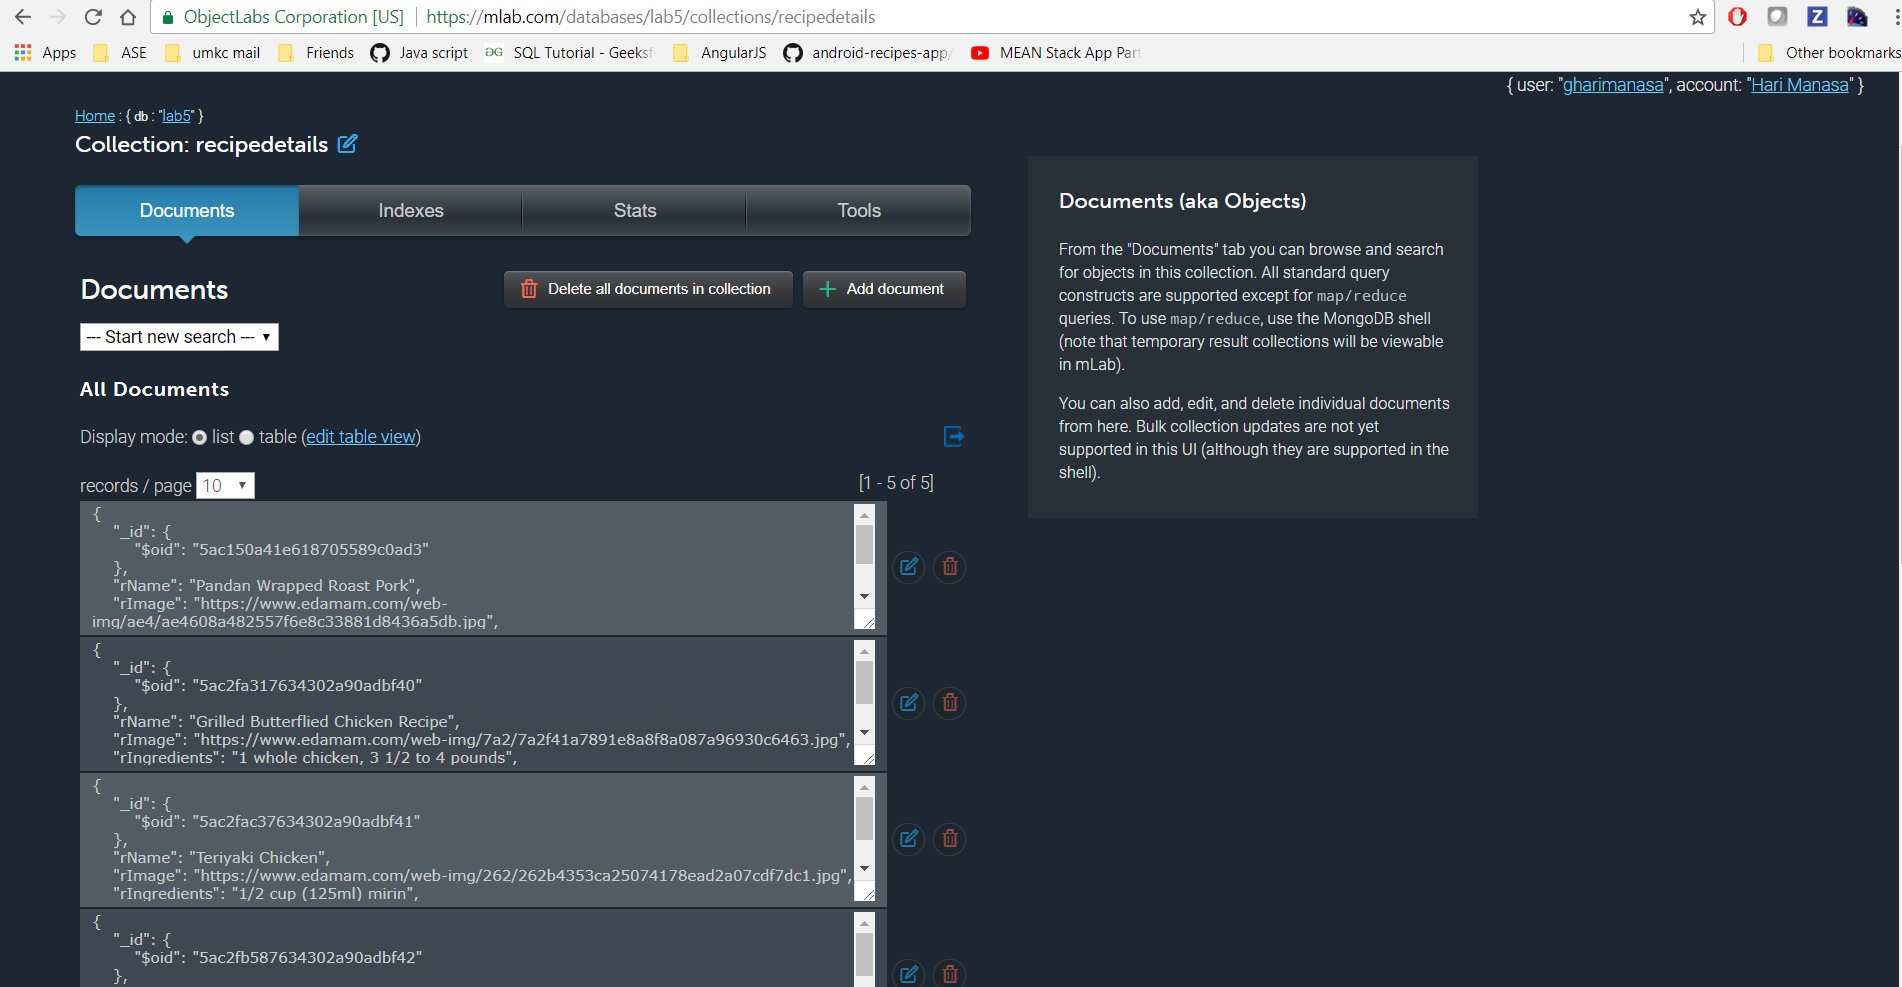 ObjectLabs Corporation [US] https://mlab.com/databases/lab5/collections/recipedetails
Apps ASE umkc mail Friends Java script SQL Tutorial - Geeksf AngularJS android-recipes-app/ MEAN Stack App Part Other bookmarks
{ user: "gharimanasa", account: "Hari Manasa" }
Home : { db : "lab5" }
Collection: recipedetails
Documents Indexes Stats Tools
Documents
Delete all documents in collection
Add document
--- Start new search ---
All Documents
Display mode: list table (edit table view)
records / page 10
[1 - 5 of 5]
{
"_id": {
"$oid": "5ac150a41e618705589c0ad3"
},
"rName": "Pandan Wrapped Roast Pork",
"rImage": "https://www.edamam.com/web-
img/ae4/ae4608a482557f6e8c33881d8436a5db.jpg",
{
"_id": {
"$oid": "5ac2fa317634302a90adbf40"
},
"rName": "Grilled Butterflied Chicken Recipe",
"rImage": "https://www.edamam.com/web-img/7a2/7a2f41a7891e8a8f8a087a96930c6463.jpg",
"rIngredients": "1 whole chicken, 3 1/2 to 4 pounds",
{
"_id": {
"$oid": "5ac2fac37634302a90adbf41"
},
"rName": "Teriyaki Chicken",
"rImage": "https://www.edamam.com/web-img/262/262b4353ca25074178ead2a07cdf7dc1.jpg",
"rIngredients": "1/2 cup (125ml) mirin",
{
"_id": {
"$oid": "5ac2fb587634302a90adbf42"
},
Documents (aka Objects)
From the "Documents" tab you can browse and search
for objects in this collection. All standard query
constructs are supported except for map/reduce
queries. To use map/reduce, use the MongoDB shell
(note that temporary result collections will be viewable
in mLab).
You can also add, edit, and delete individual documents
from here. Bulk collection updates are not yet
supported in this UI (although they are supported in the
shell).